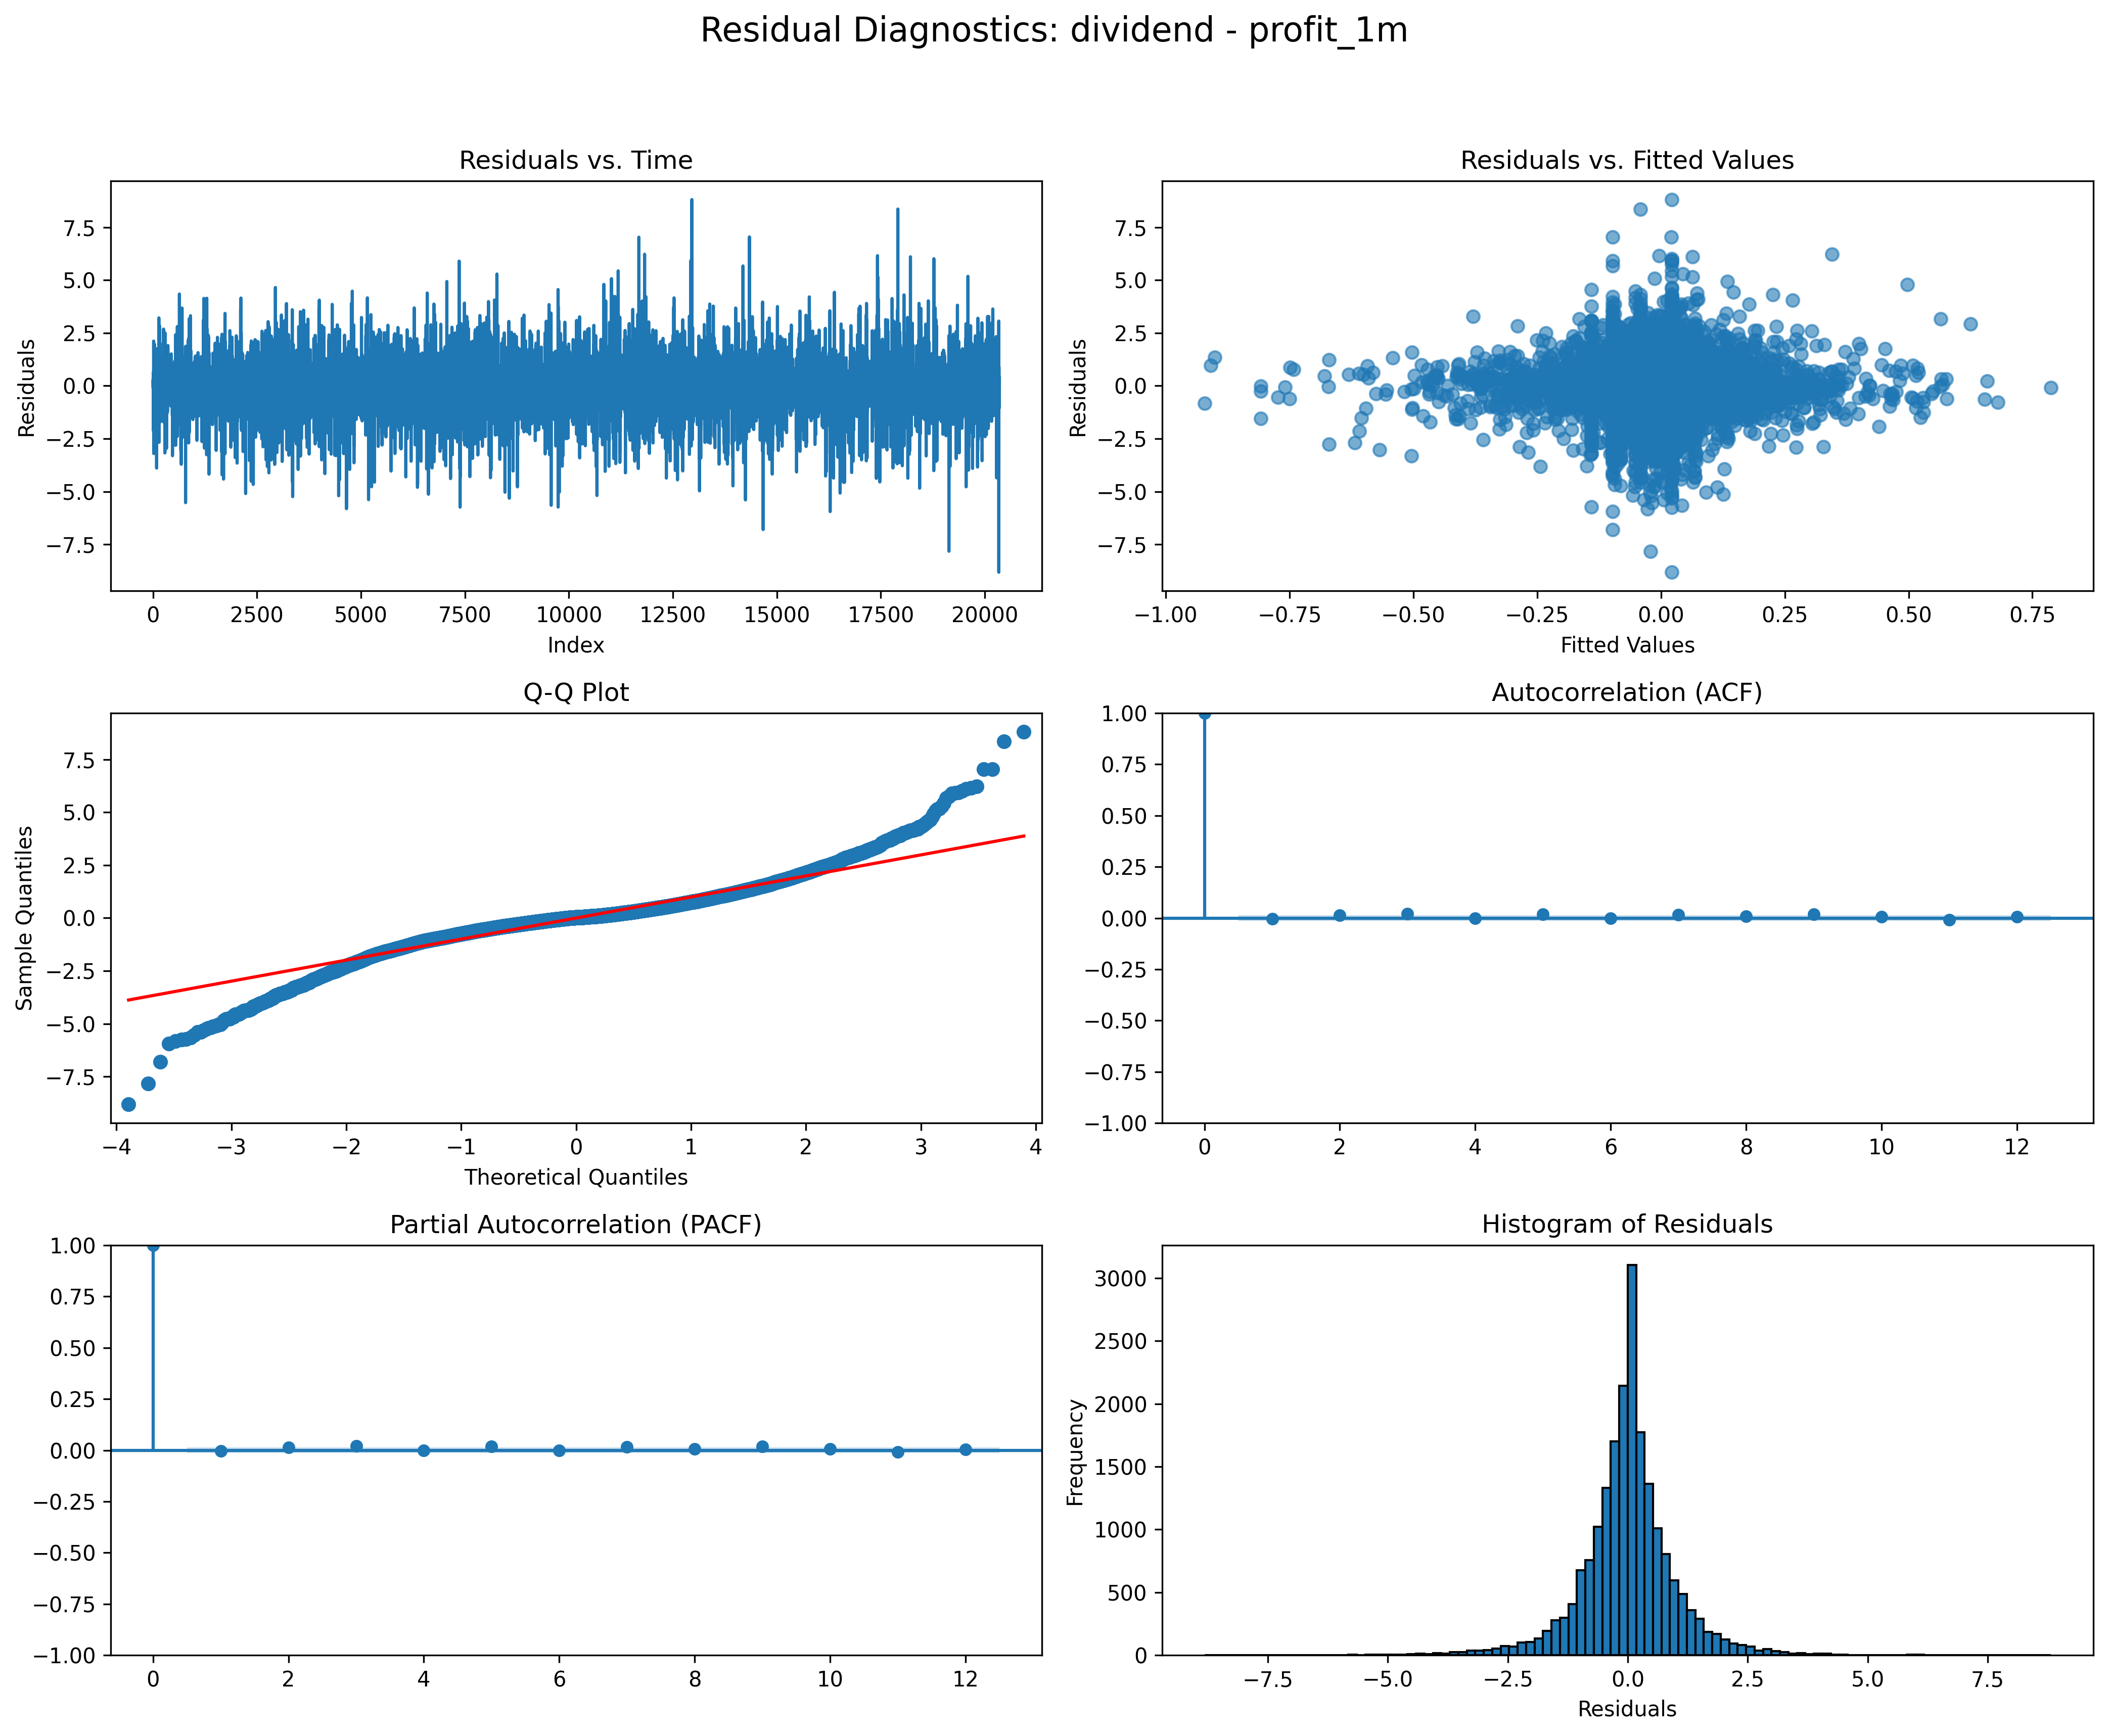 Residual Diagnostics: dividend - profit_1m
Residuals vs. Time
7.5
5.0
2.5
0.0
−2.5
−5.0
−7.5
Residuals
0 2500 5000 7500 10000 12500 15000 17500 20000
Index
Residuals vs. Fitted Values
7.5
5.0
2.5
0.0
−2.5
−5.0
−7.5
Residuals
−1.00 −0.75 −0.50 −0.25 0.00 0.25 0.50 0.75
Fitted Values
Q-Q Plot
7.5
5.0
2.5
0.0
−2.5
−5.0
−7.5
Sample Quantiles
−4 −3 −2 −1 0 1 2 3 4
Theoretical Quantiles
Autocorrelation (ACF)
1.00
0.75
0.50
0.25
0.00
−0.25
−0.50
−0.75
−1.00
0 2 4 6 8 10 12
Partial Autocorrelation (PACF)
1.00
0.75
0.50
0.25
0.00
−0.25
−0.50
−0.75
−1.00
0 2 4 6 8 10 12
Histogram of Residuals
3000
2500
2000
1500
1000
500
0
Frequency
−7.5 −5.0 −2.5 0.0 2.5 5.0 7.5
Residuals